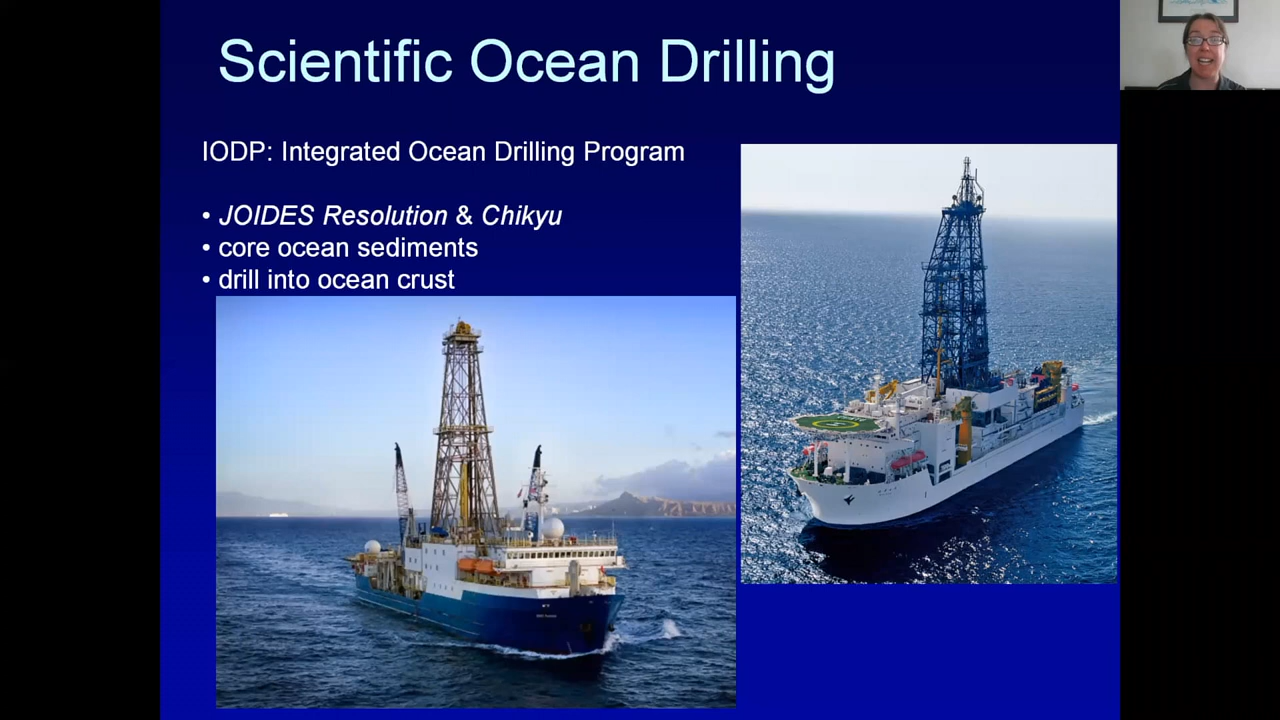 Scientific Ocean Drilling
IODP: Integrated Ocean Drilling Program
• JOIDES Resolution & Chikyu
• core ocean sediments
• drill into ocean crust